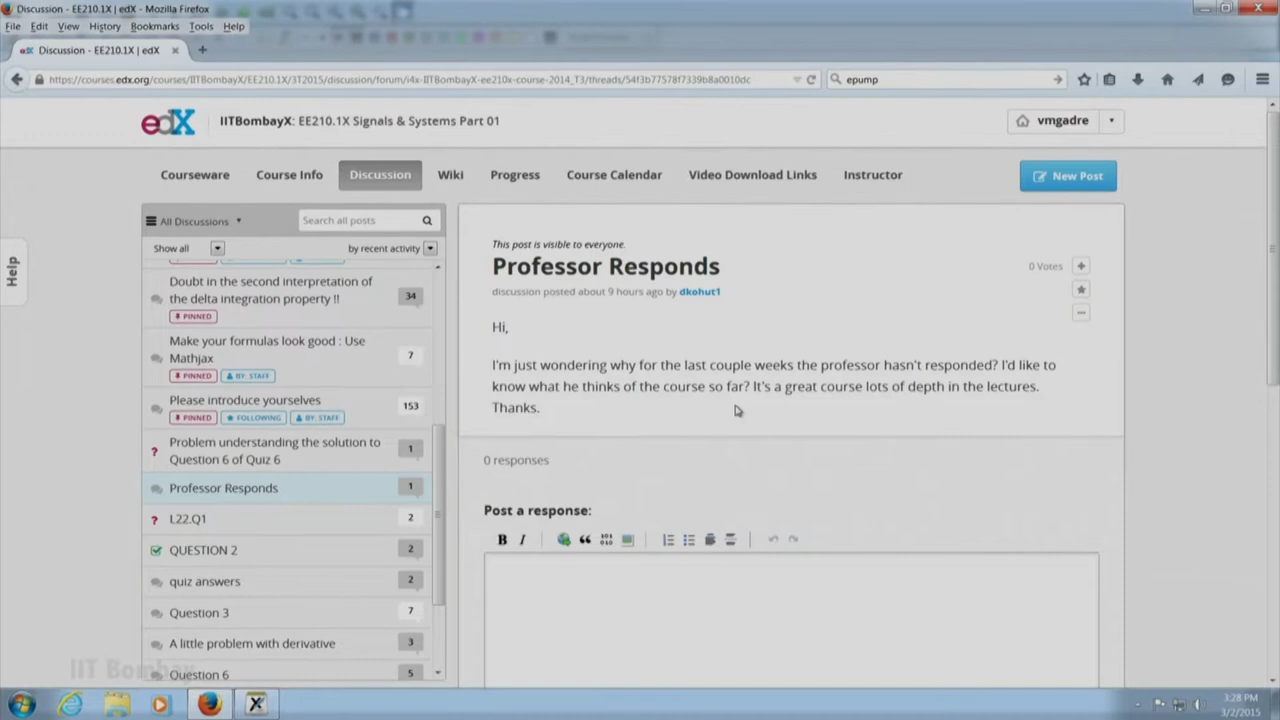 Discussion - EE210.1X | edX - Mozilla Firefox
File Edit View History Bookmarks Tools Help
edX Discussion - EE210.1X | edX
https://courses.edx.org/courses/IITBombayX/EE210.1X/3T2015/discussion/forum/i4x-IITBombayX-ee210x-course-2014_T3/threads/54f3b77578f7339b8a0010dc
epump
edX IITBombayX: EE210.1X Signals & Systems Part 01
vmgadre
Courseware Course Info Discussion Wiki Progress Course Calendar Video Download Links Instructor
New Post
Help
All Discussions
Search all posts
Show all
by recent activity
Doubt in the second interpretation of
the delta integration property !!
34
PINNED
Make your formulas look good : Use
Mathjax
7
PINNED BY: STAFF
Please introduce yourselves
153
PINNED FOLLOWING BY: STAFF
Problem understanding the solution to
Question 6 of Quiz 6
1
Professor Responds 1
L22.Q1 2
QUESTION 2 2
quiz answers 2
Question 3 7
A little problem with derivative 3
Question 6 5
This post is visible to everyone.
Professor Responds
0 Votes
discussion posted about 9 hours ago by dkohut1
Hi,
I'm just wondering why for the last couple weeks the professor hasn't responded? I'd like to
know what he thinks of the course so far? It's a great course lots of depth in the lectures.
Thanks.
0 responses
Post a response:
B I
IIT Bombay
3:28 PM
3/2/2015